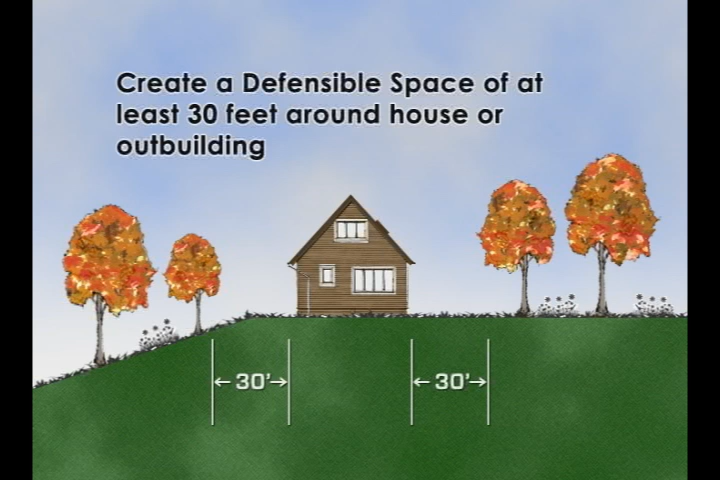 Create a Defensible Space of at
least 30 feet around house or
outbuilding
30' 30'